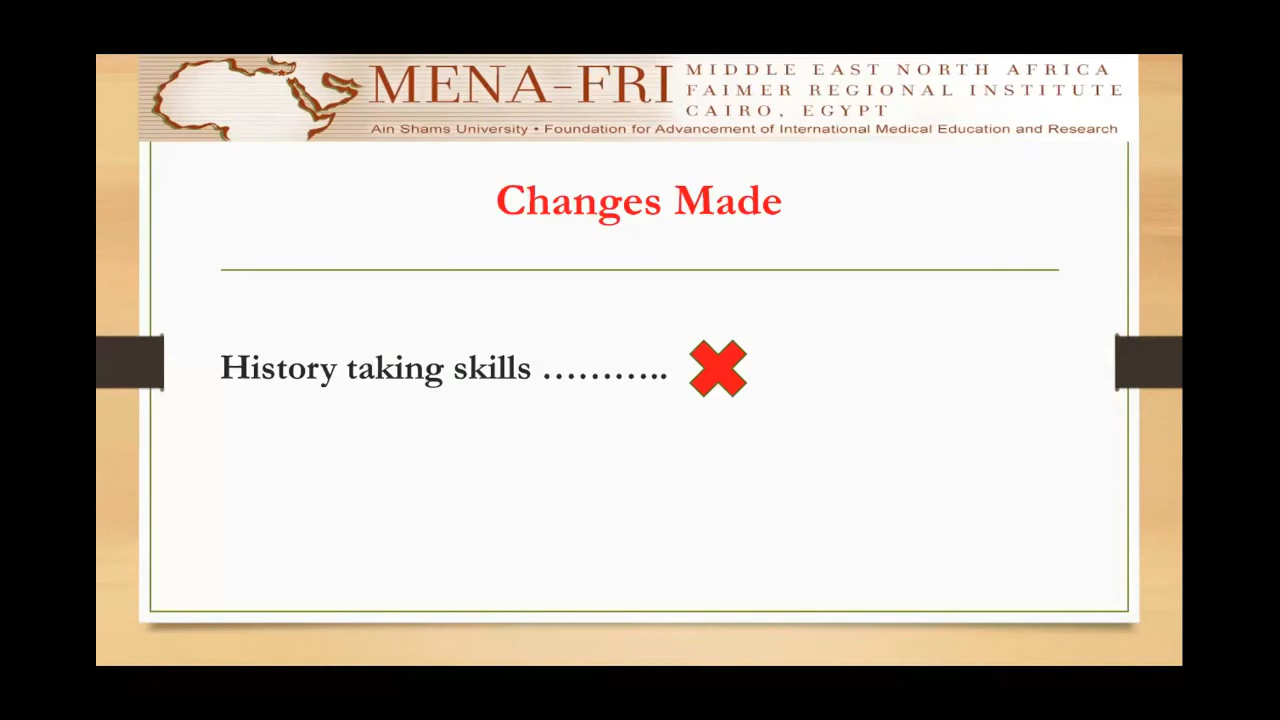 MENA-FRI
MIDDLE EAST NORTH AFRICA
FAIMER REGIONAL INSTITUTE
CAIRO, EGYPT
Ain Shams University • Foundation for Advancement of International Medical Education and Research
Changes Made
History taking skills ………..